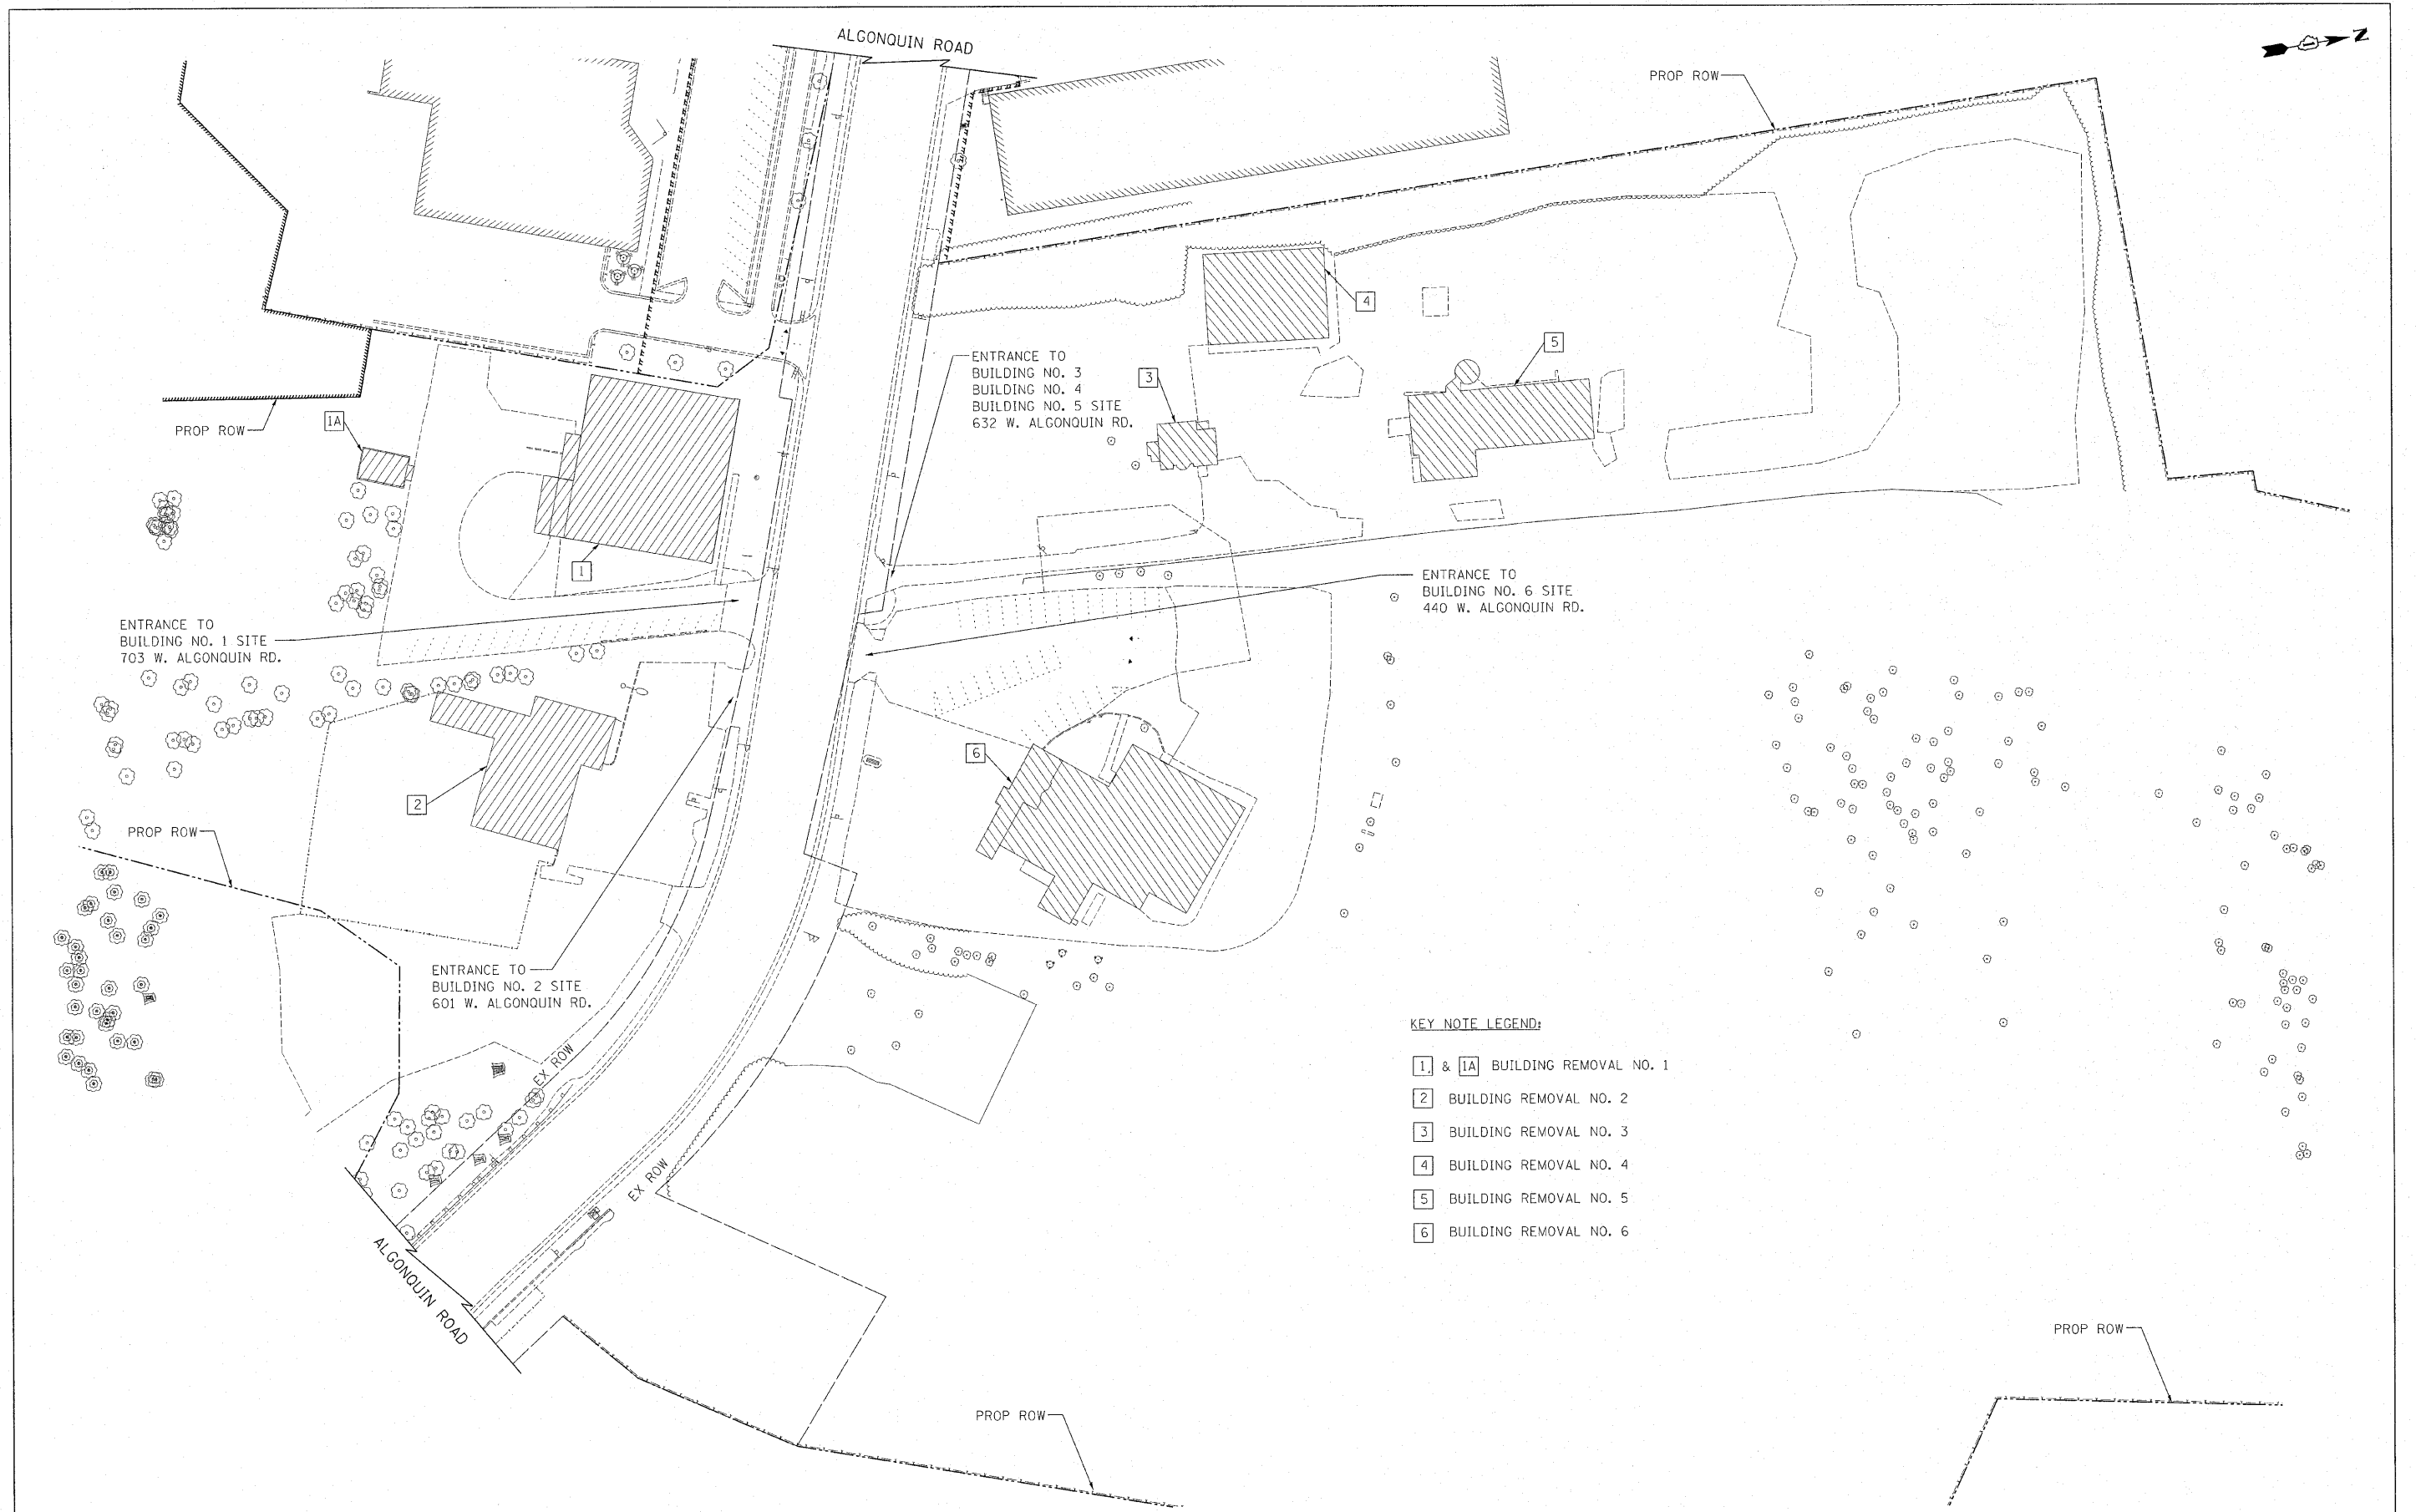 ALGONQUIN ROAD
Z
PROP ROW
4
5
ENTRANCE TO
BUILDING NO. 3
BUILDING NO. 4
BUILDING NO. 5 SITE
632 W. ALGONQUIN RD.
3
1A
PROP ROW
1
ENTRANCE TO
BUILDING NO. 6 SITE
440 W. ALGONQUIN RD.
ENTRANCE TO
BUILDING NO. 1 SITE
703 W. ALGONQUIN RD.
6
2
PROP ROW
ENTRANCE TO
BUILDING NO. 2 SITE
601 W. ALGONQUIN RD.
EX ROW
EX ROW
ALGONQUIN ROAD
KEY NOTE LEGEND:
1 & 1A BUILDING REMOVAL NO. 1
2 BUILDING REMOVAL NO. 2
3 BUILDING REMOVAL NO. 3
4 BUILDING REMOVAL NO. 4
5 BUILDING REMOVAL NO. 5
6 BUILDING REMOVAL NO. 6
PROP ROW
PROP ROW